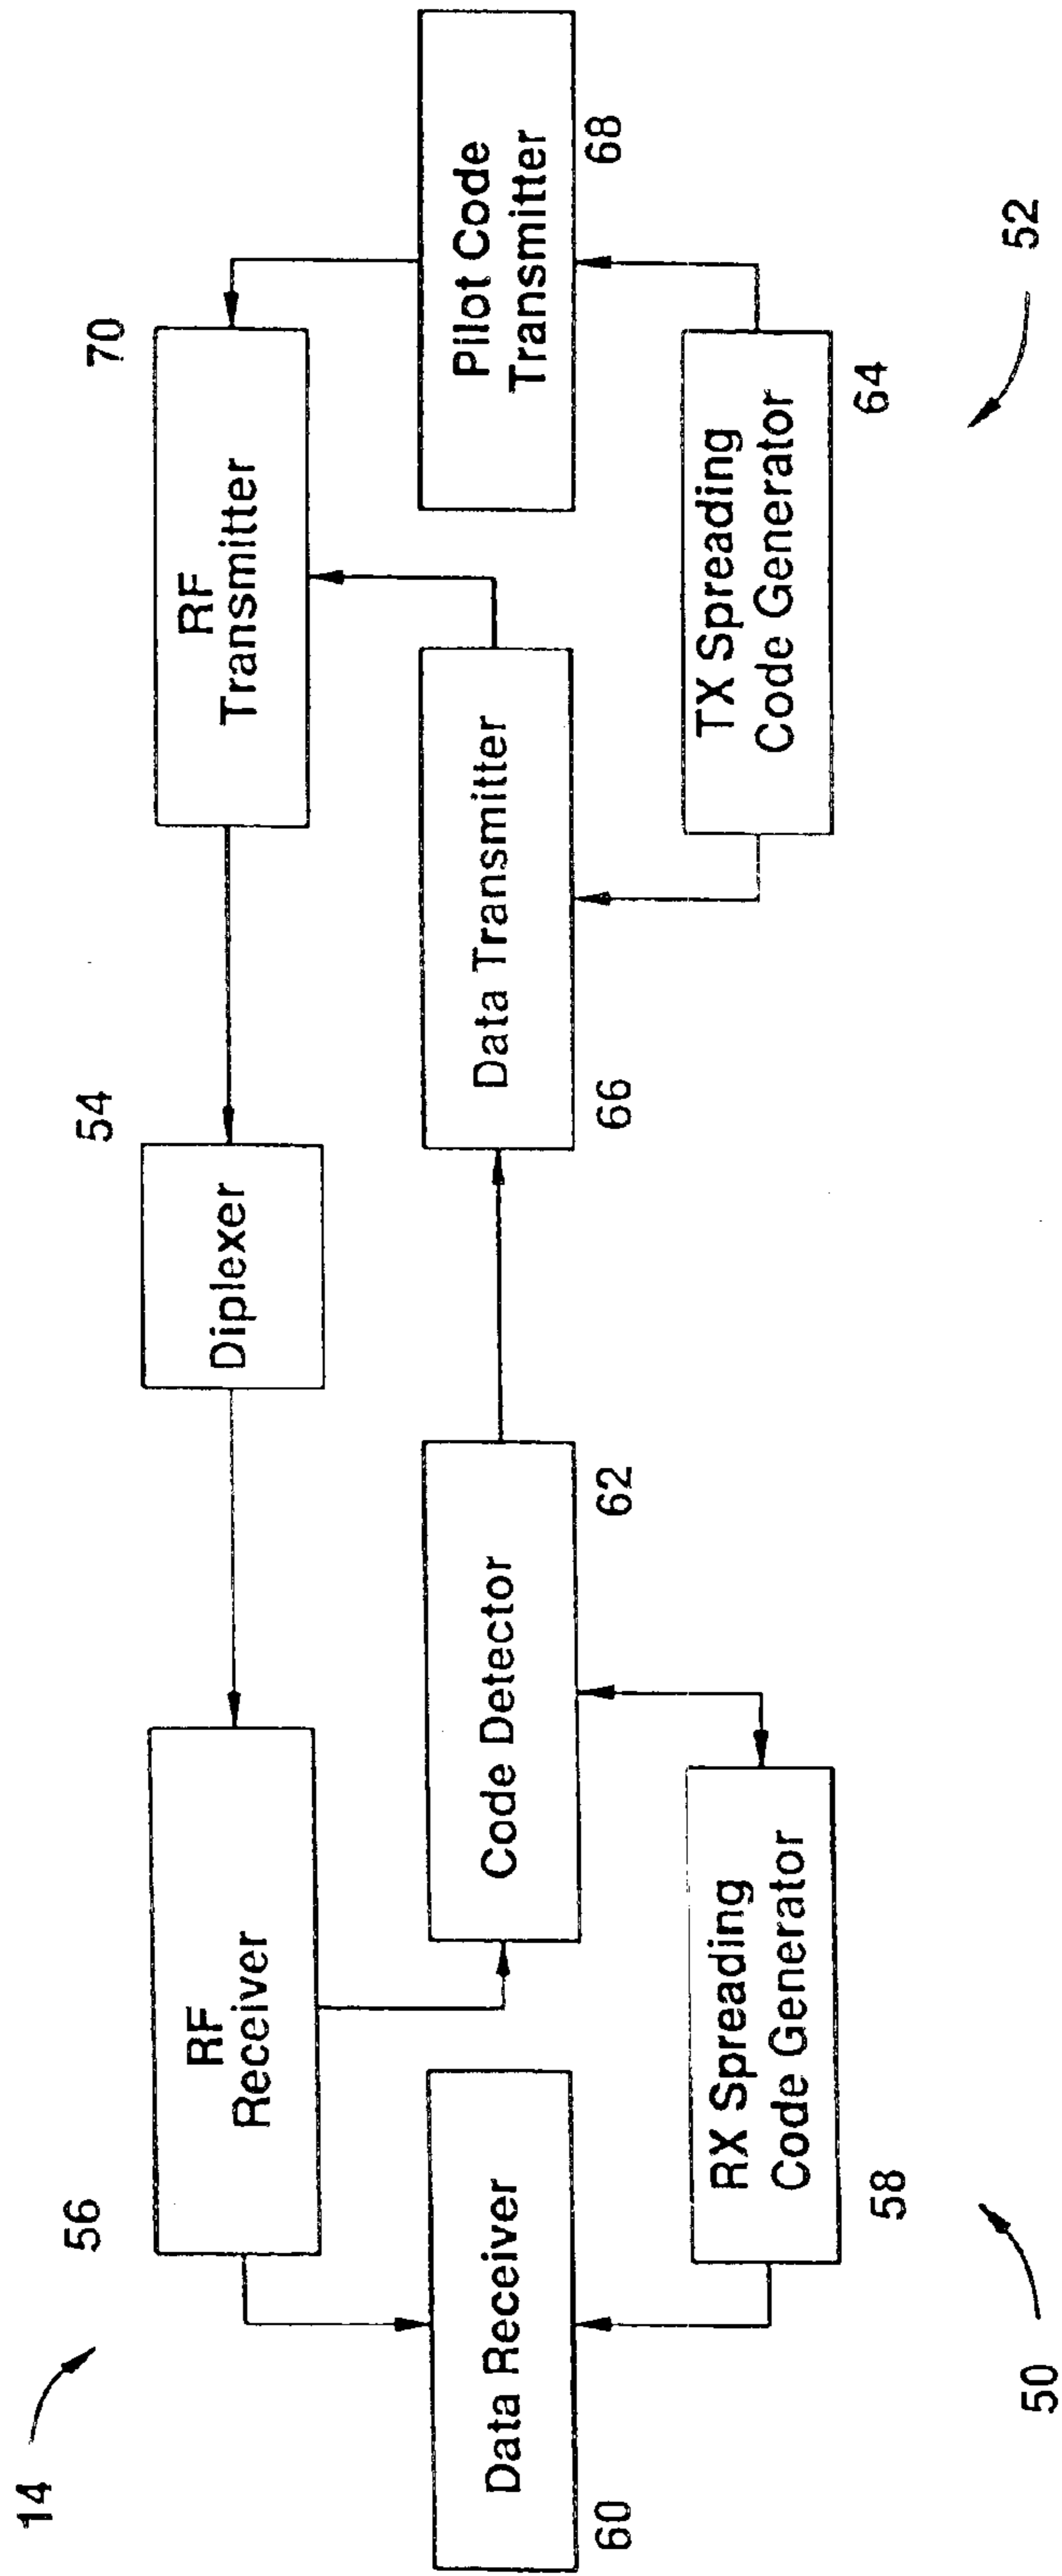 14
56
54
70
RF
Receiver
Diplexer
RF
Transmitter
Data Receiver
Code Detector
Data Transmitter
Pilot Code
Transmitter
60
62
66
68
RX Spreading
Code Generator
TX Spreading
Code Generator
58
64
50
52